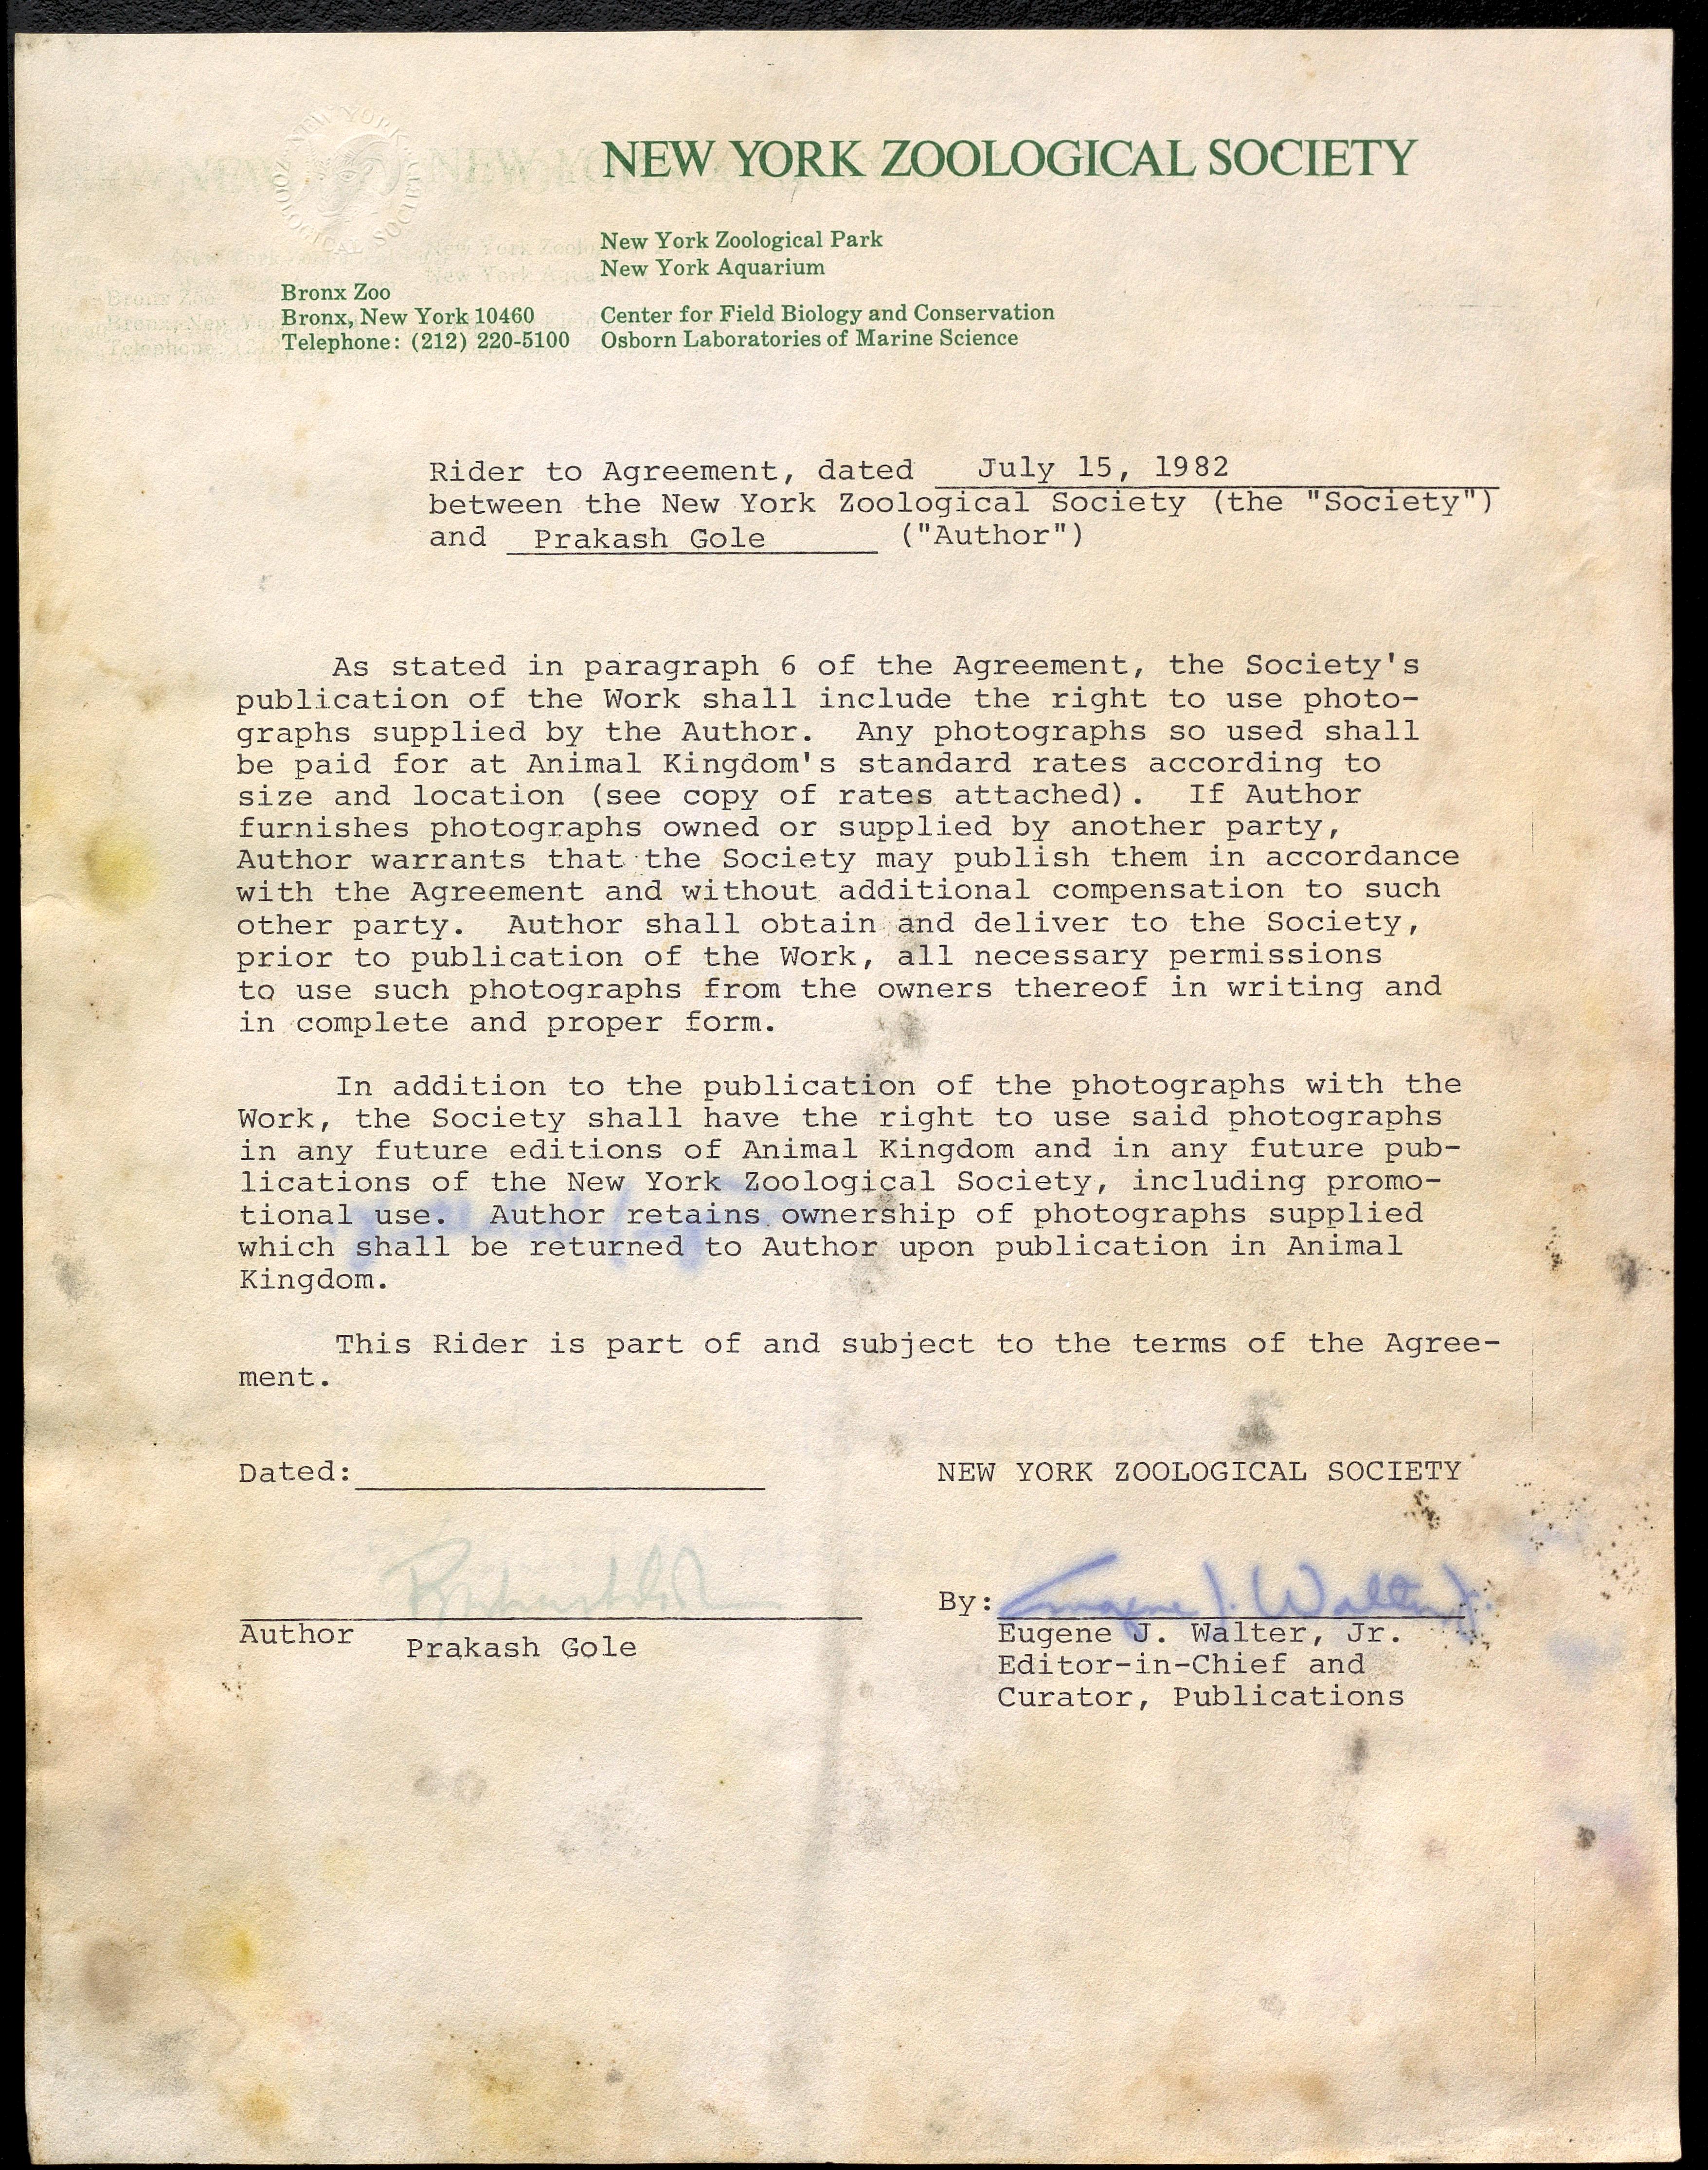 NEW YORK ZOOLOGICAL SOCIETY
NEW YORK ZOOLOGICAL SOCIETY
New York Zoological Park
New York Aquarium
Bronx Zoo
Bronx, New York 10460
Telephone: (212) 220-5100
Center for Field Biology and Conservation
Osborn Laboratories of Marine Science
Rider to Agreement, dated July 15, 1982
between the New York Zoological Society (the "Society")
and Prakash Gole ("Author")
As stated in paragraph 6 of the Agreement, the Society's
publication of the Work shall include the right to use photo-
graphs supplied by the Author. Any photographs so used shall
be paid for at Animal Kingdom's standard rates according to
size and location (see copy of rates attached). If Author
furnishes photographs owned or supplied by another party,
Author warrants that the Society may publish them in accordance
with the Agreement and without additional compensation to such
other party. Author shall obtain and deliver to the Society,
prior to publication of the Work, all necessary permissions
to use such photographs from the owners thereof in writing and
in complete and proper form.
In addition to the publication of the photographs with the
Work, the Society shall have the right to use said photographs
in any future editions of Animal Kingdom and in any future pub-
lications of the New York Zoological Society, including promo-
tional use. Author retains ownership of photographs supplied
which shall be returned to Author upon publication in Animal
Kingdom.
This Rider is part of and subject to the terms of the Agree-
ment.
Dated:
NEW YORK ZOOLOGICAL SOCIETY
By: Eugene J. Walter, Jr.
Author
Prakash Gole
Eugene J. Walter, Jr.
Editor-in-Chief and
Curator, Publications